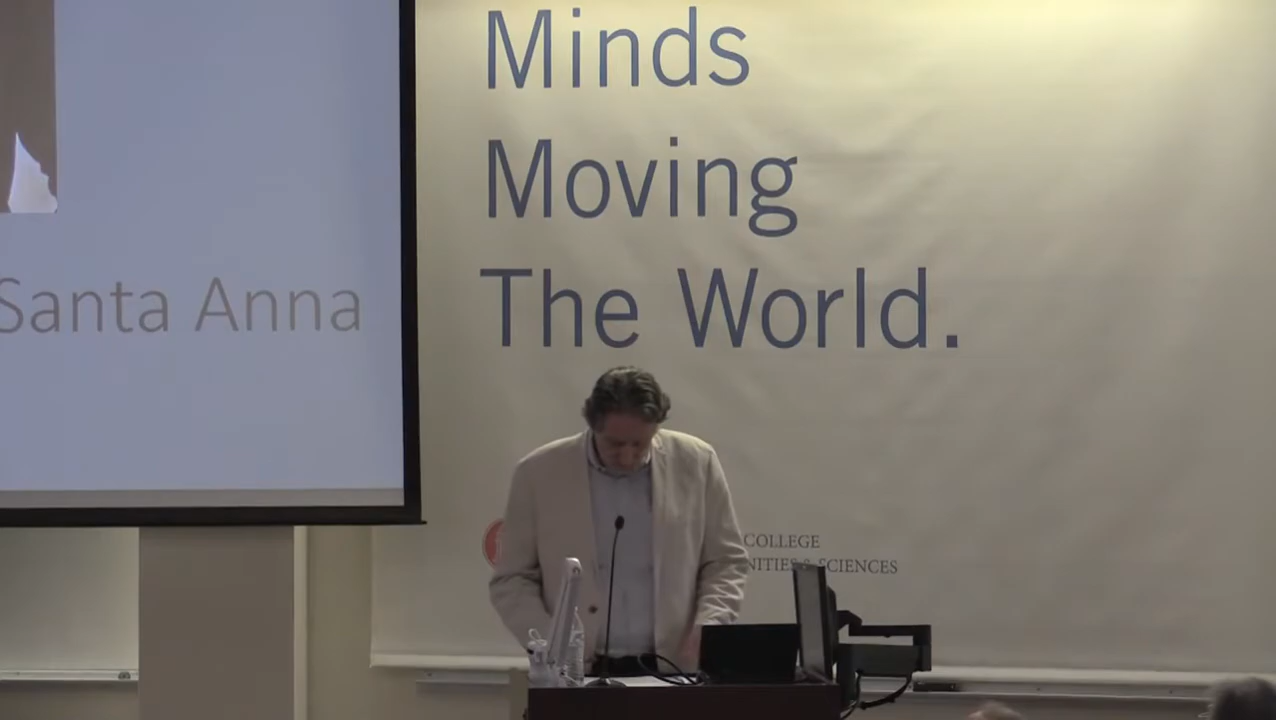 Minds
Moving
The World.
Santa Anna
COLLEGE
SCIENCES